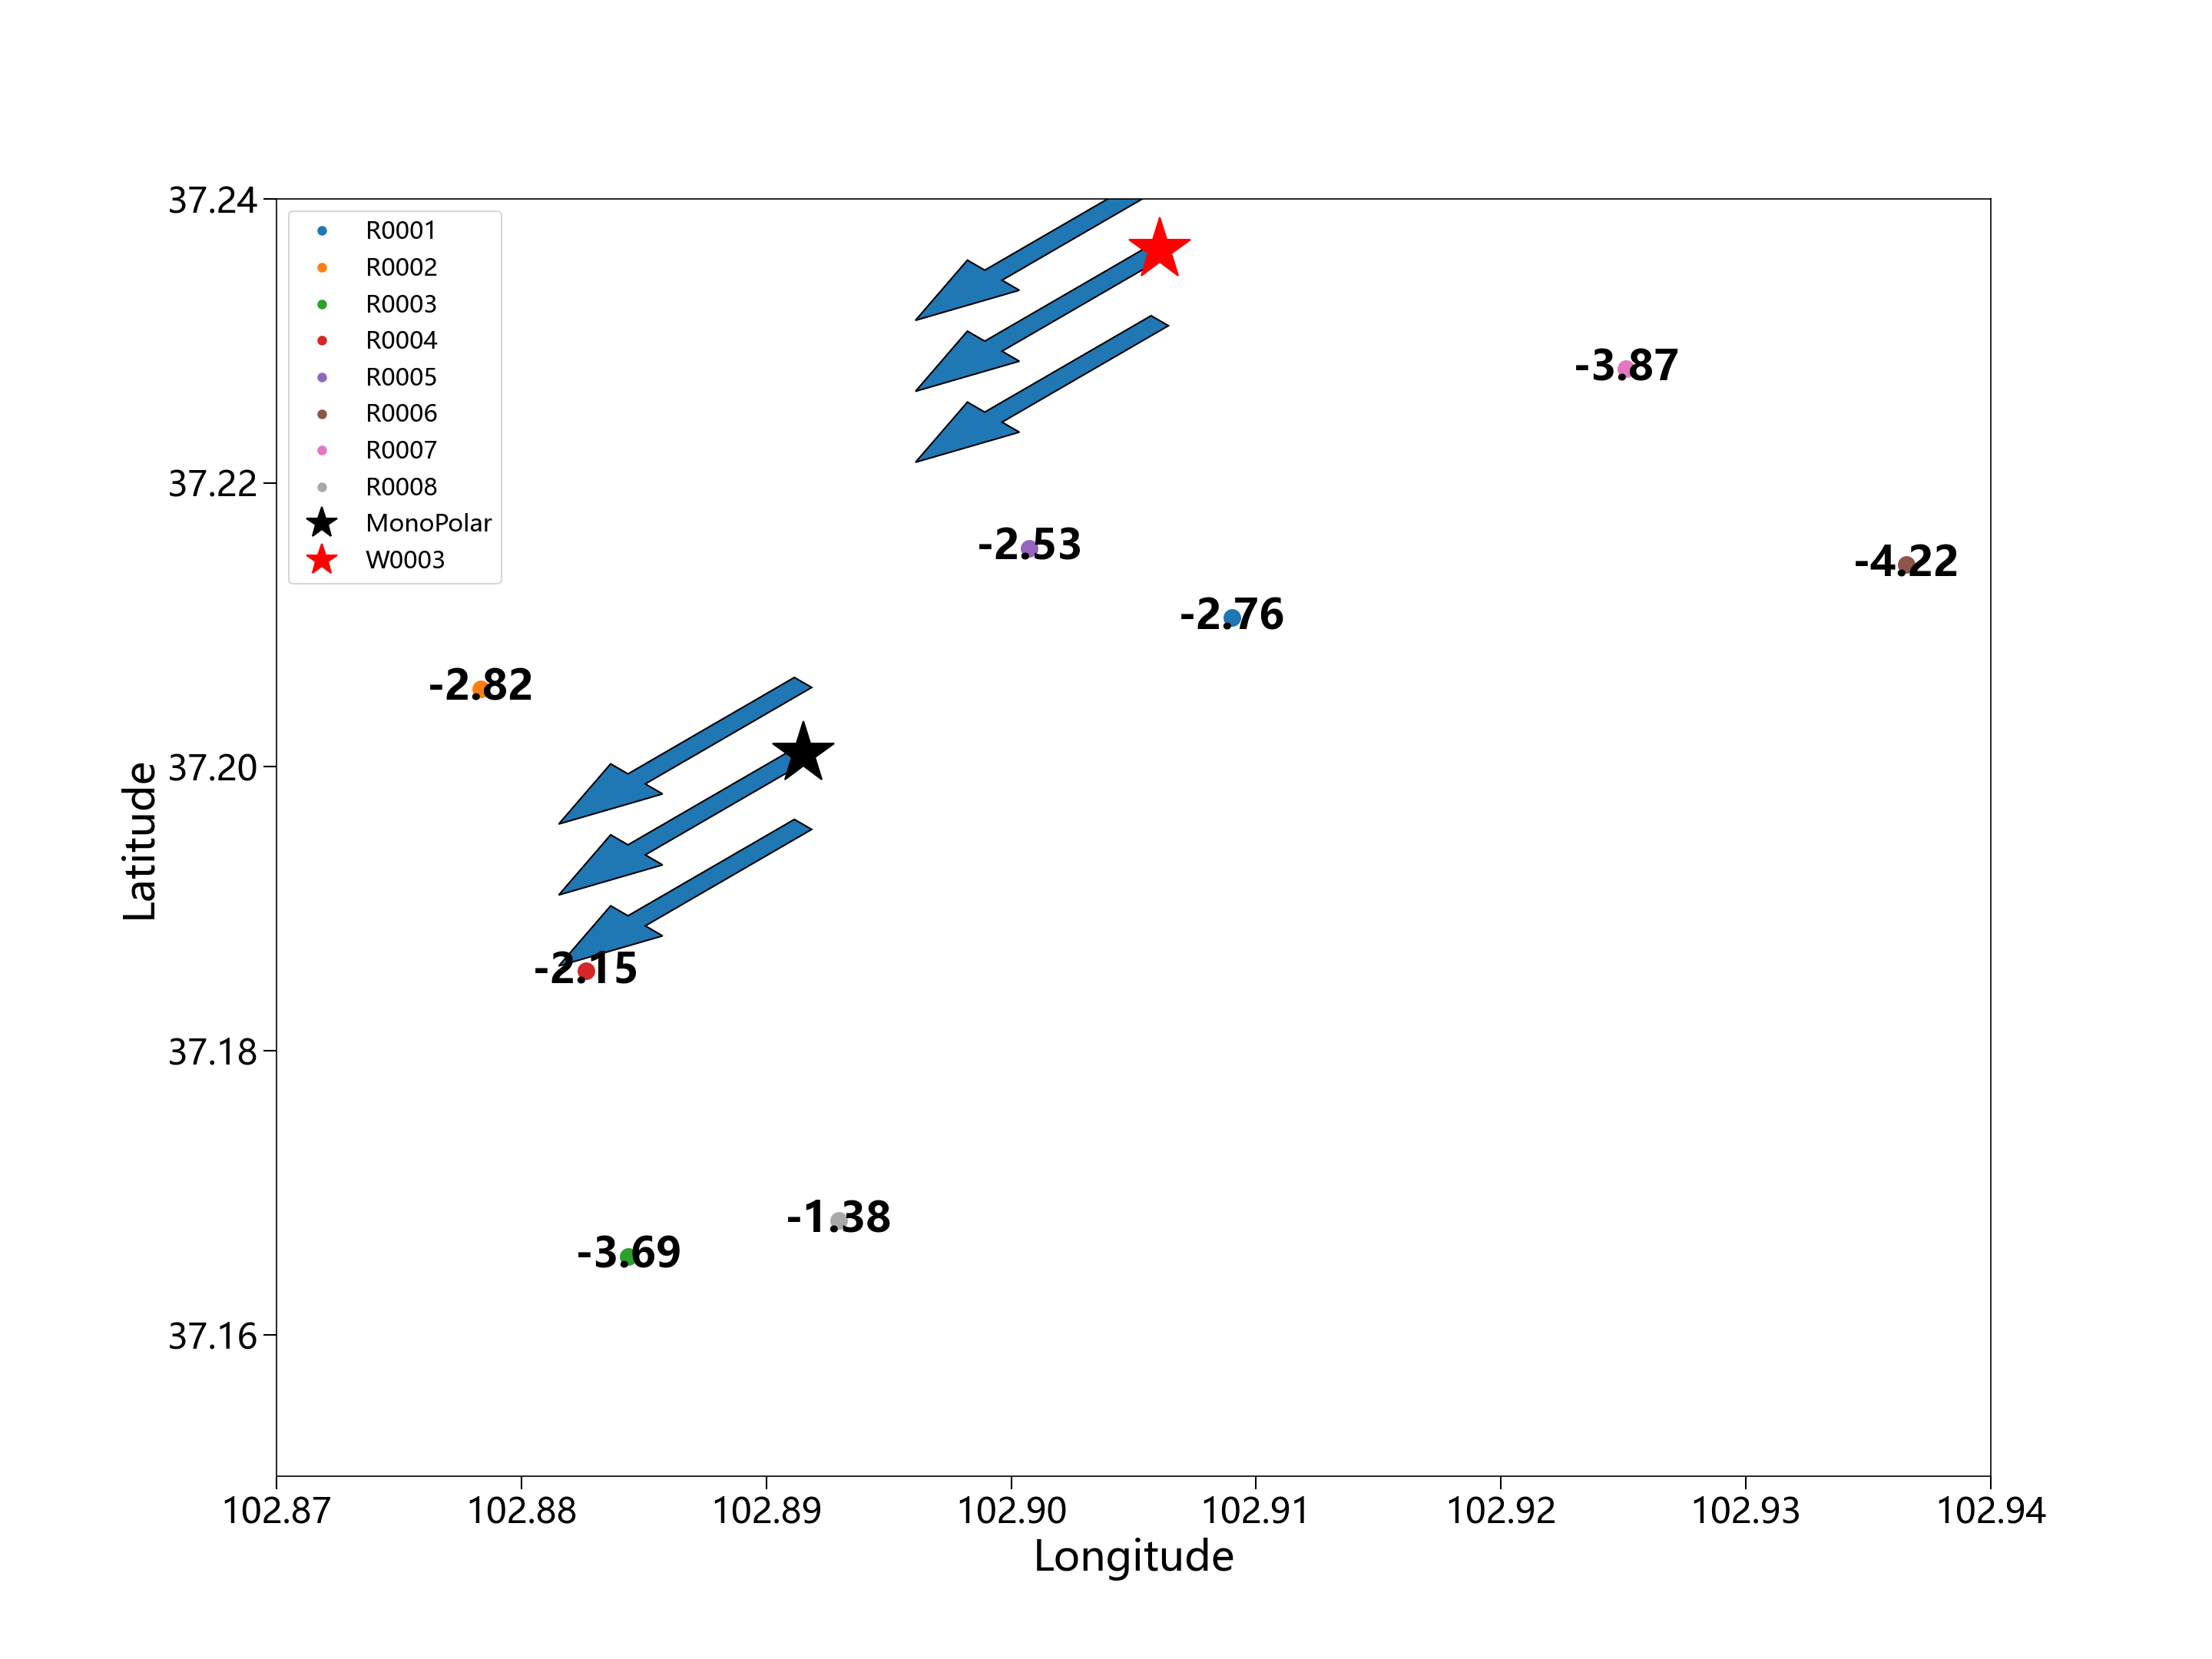 37.24
R0001
R0002
R0003
R0004
R0005
R0006
R0007
R0008
MonoPolar
W0003
-3.87
37.22
-2.53
-4.22
-2.76
-2.82
37.20
Latitude
-2.15
37.18
-1.38
-3.69
37.16
102.87 102.88 102.89 102.90 102.91 102.92 102.93 102.94
Longitude